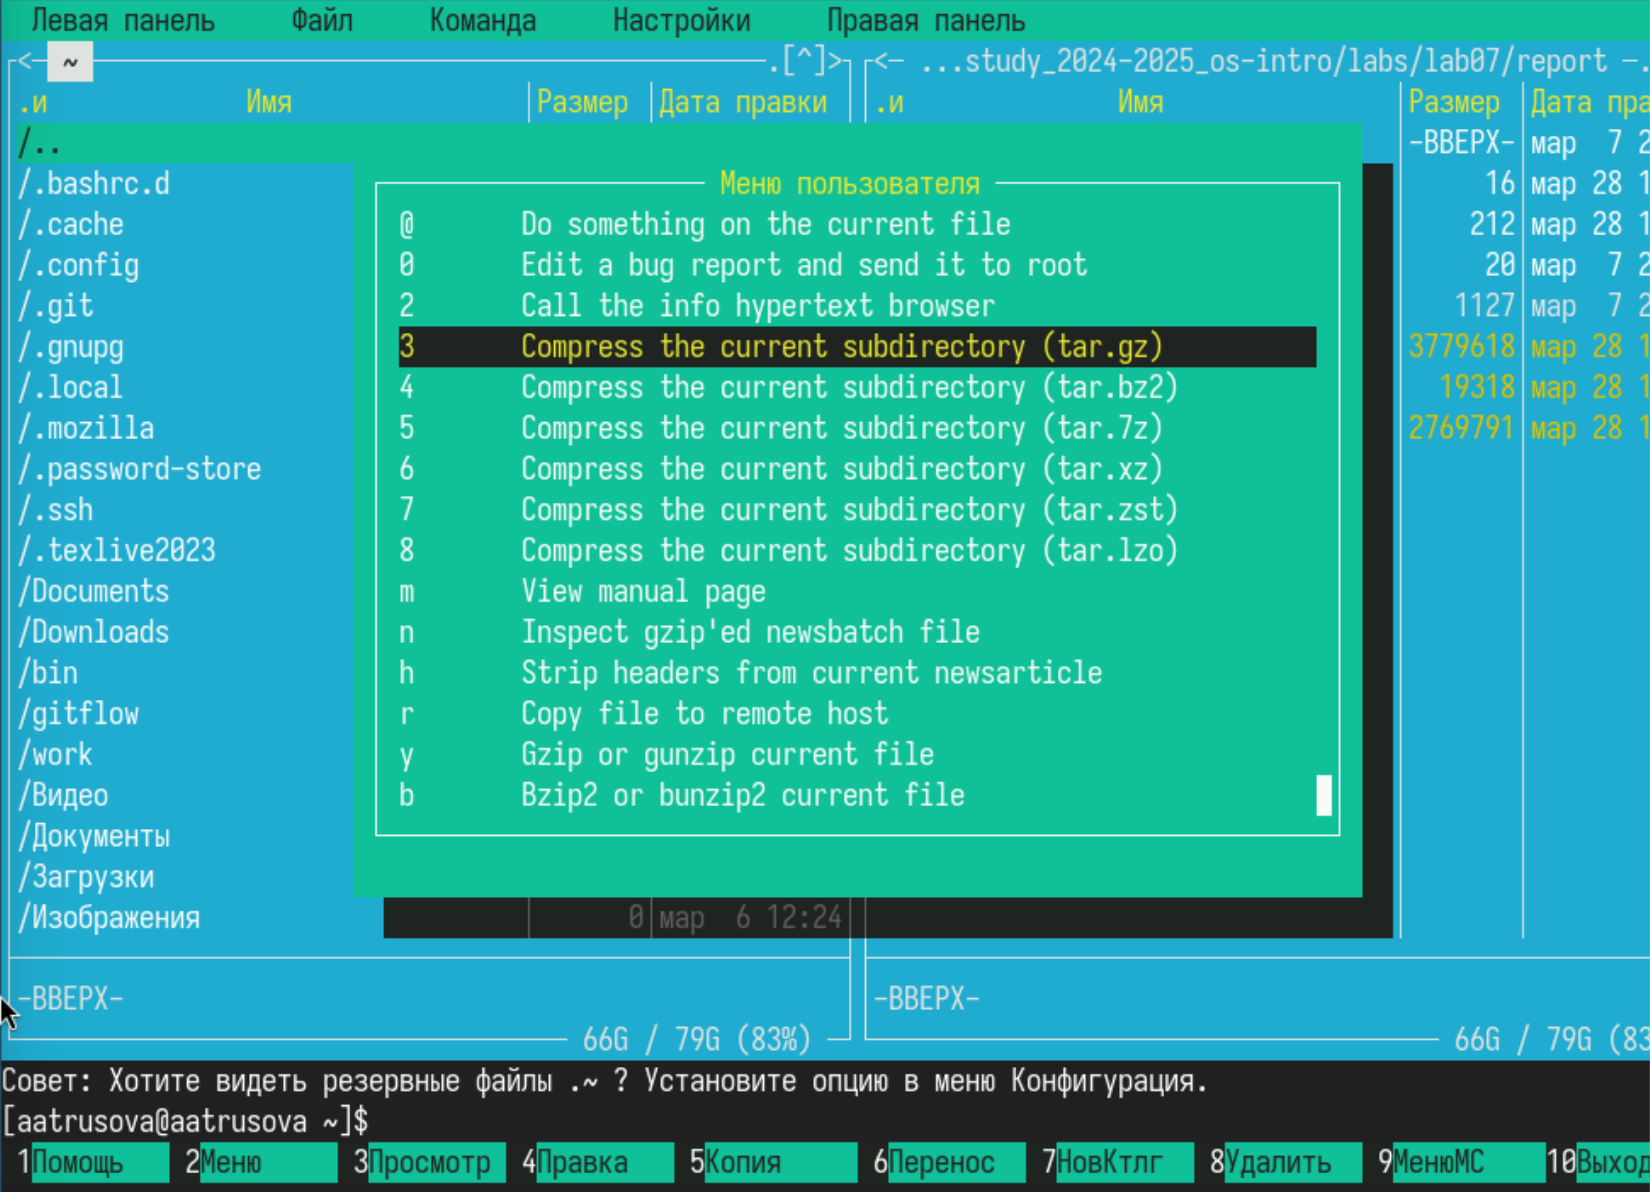 Левая панель Файл Команда Настройки Правая панель
<- ~ .[^]> <- ...study_2024-2025_os-intro/labs/lab07/report -.
.и Имя Размер Дата правки .и Имя Размер Дата пра
/.. -ВВЕРХ- мар 7 2
/.bashrc.d Меню пользователя 16 мар 28 1
/.cache @ Do something on the current file 212 мар 28 1
/.config 0 Edit a bug report and send it to root 20 мар 7 2
/.git 2 Call the info hypertext browser 1127 мар 7 2
/.gnupg 3 Compress the current subdirectory (tar.gz) 3779618 мар 28 1
/.local 4 Compress the current subdirectory (tar.bz2) 19318 мар 28 1
/.mozilla 5 Compress the current subdirectory (tar.7z) 2769791 мар 28 1
/.password-store 6 Compress the current subdirectory (tar.xz)
/.ssh 7 Compress the current subdirectory (tar.zst)
/.texlive2023 8 Compress the current subdirectory (tar.lzo)
/Documents m View manual page
/Downloads n Inspect gzip'ed newsbatch file
/bin h Strip headers from current newsarticle
/gitflow r Copy file to remote host
/work y Gzip or gunzip current file
/Видео b Bzip2 or bunzip2 current file
/Документы
/Загрузки
/Изображения 0 мар 6 12:24
-ВВЕРХ- -ВВЕРХ-
66G / 79G (83%) 66G / 79G (83
Совет: Хотите видеть резервные файлы .~ ? Установите опцию в меню Конфигурация.
[aatrusova@aatrusova ~]$
1Помощь 2Меню 3Просмотр 4Правка 5Копия 6Перенос 7НовКтлг 8Удалить 9МенюMC 10Выход